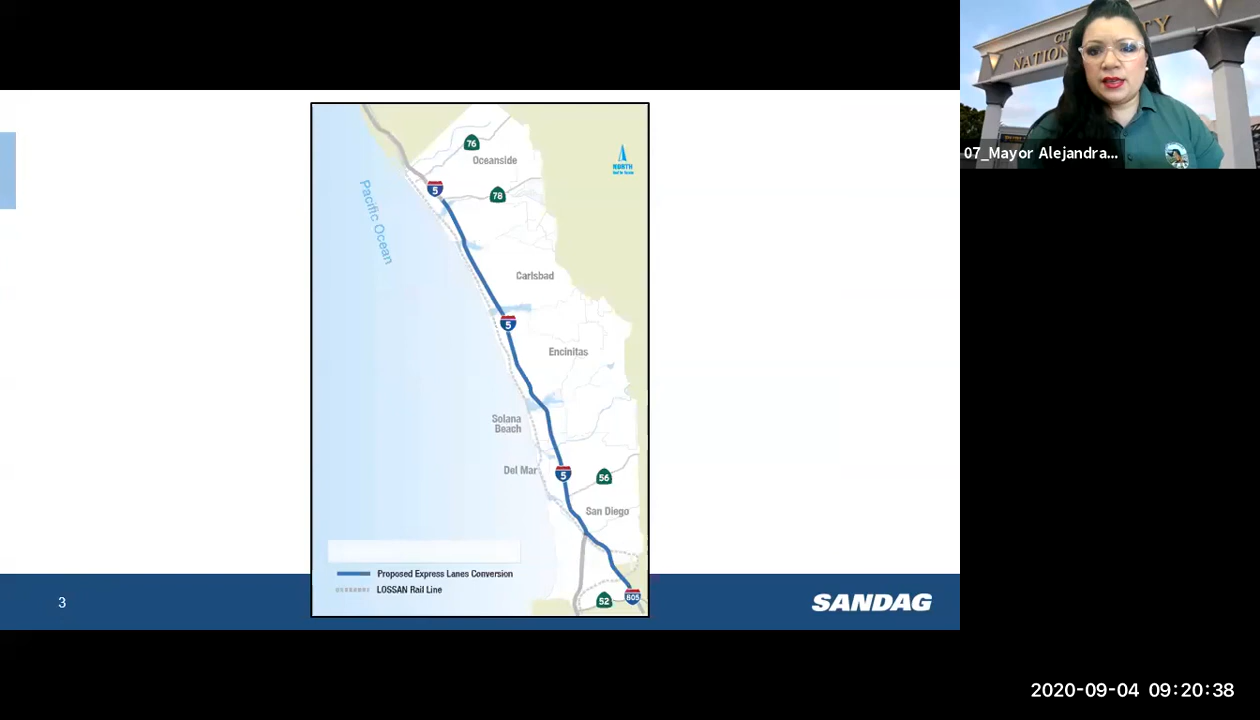 76
Oceanside
NORTH
5
78
Pacific Ocean
Carlsbad
5
Encinitas
Solana
Beach
Del Mar
5
56
San Diego
Proposed Express Lanes Conversion
LOSSAN Rail Line
52
805
3
SANDAG
07_Mayor Alejandra...
2020-09-04 09:20:38